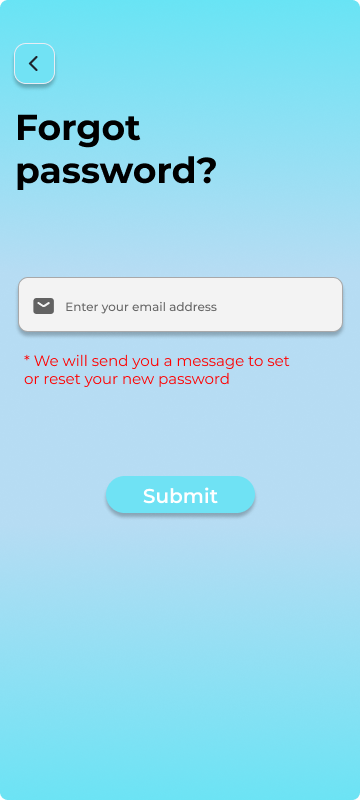 Forgot
password?
Enter your email address
* We will send you a message to set
or reset your new password
Submit